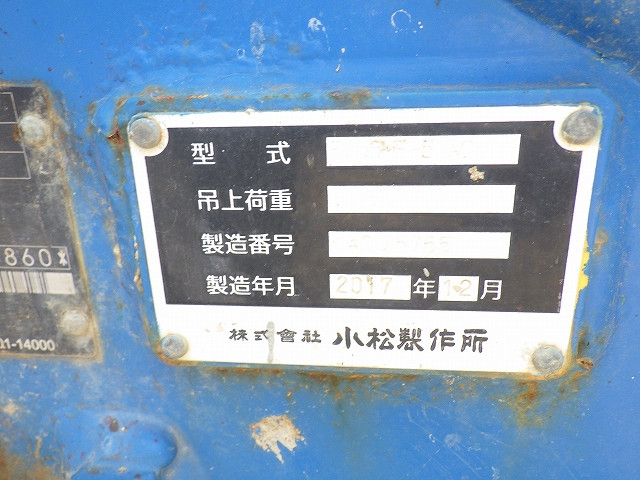 860*
01-14000
型 式
吊上荷重
製造番号
製造年月 2017 年 12 月
株式會社 小松製作所